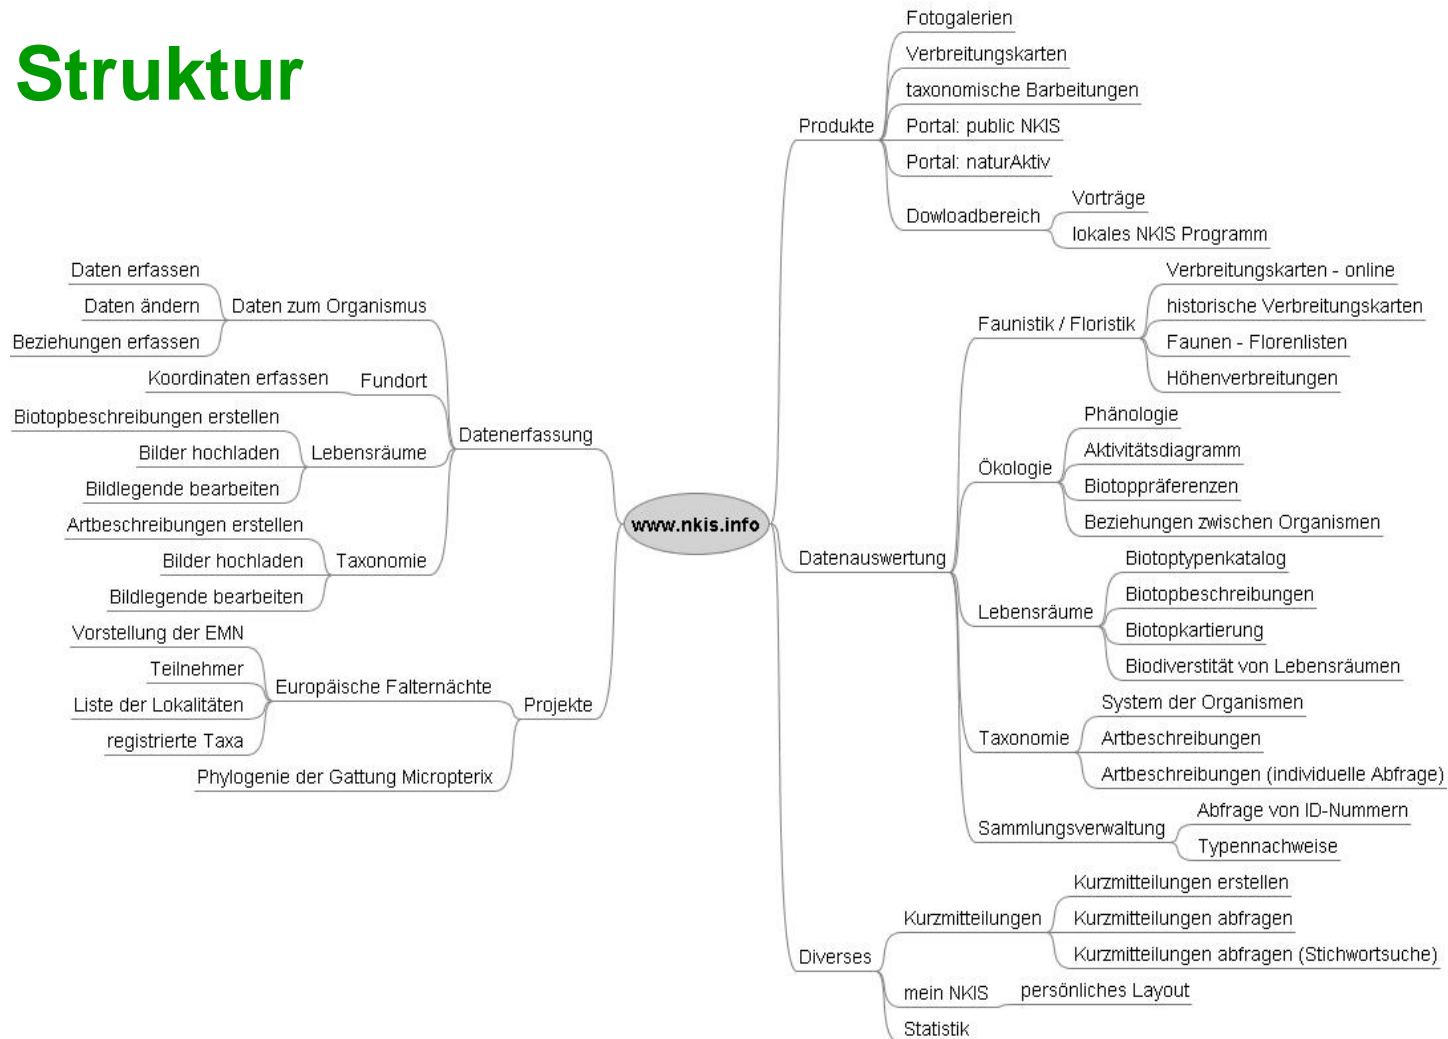 Struktur
www.nkis.info
Produkte
Fotogalerien
Verbreitungskarten
taxonomische Barbeitungen
Portal: public NKIS
Portal: naturAktiv
Dowloadbereich
Vorträge
lokales NKIS Programm
Datenauswertung
Faunistik / Floristik
Verbreitungskarten - online
historische Verbreitungskarten
Faunen - Florenlisten
Höhenverbreitungen
Ökologie
Phänologie
Aktivitätsdiagramm
Biotoppräferenzen
Beziehungen zwischen Organismen
Lebensräume
Biotoptypenkatalog
Biotopbeschreibungen
Biotopkartierung
Biodiverstität von Lebensräumen
Taxonomie
System der Organismen
Artbeschreibungen
Artbeschreibungen (individuelle Abfrage)
Sammlungsverwaltung
Abfrage von ID-Nummern
Typennachweise
Diverses
Kurzmitteilungen
Kurzmitteilungen erstellen
Kurzmitteilungen abfragen
Kurzmitteilungen abfragen (Stichwortsuche)
mein NKIS
persönliches Layout
Statistik
Datenerfassung
Daten zum Organismus
Daten erfassen
Daten ändern
Beziehungen erfassen
Fundort
Koordinaten erfassen
Lebensräume
Biotopbeschreibungen erstellen
Bilder hochladen
Bildlegende bearbeiten
Taxonomie
Artbeschreibungen erstellen
Bilder hochladen
Bildlegende bearbeiten
Projekte
Europäische Falternächte
Vorstellung der EMN
Teilnehmer
Liste der Lokalitäten
registrierte Taxa
Phylogenie der Gattung Micropterix